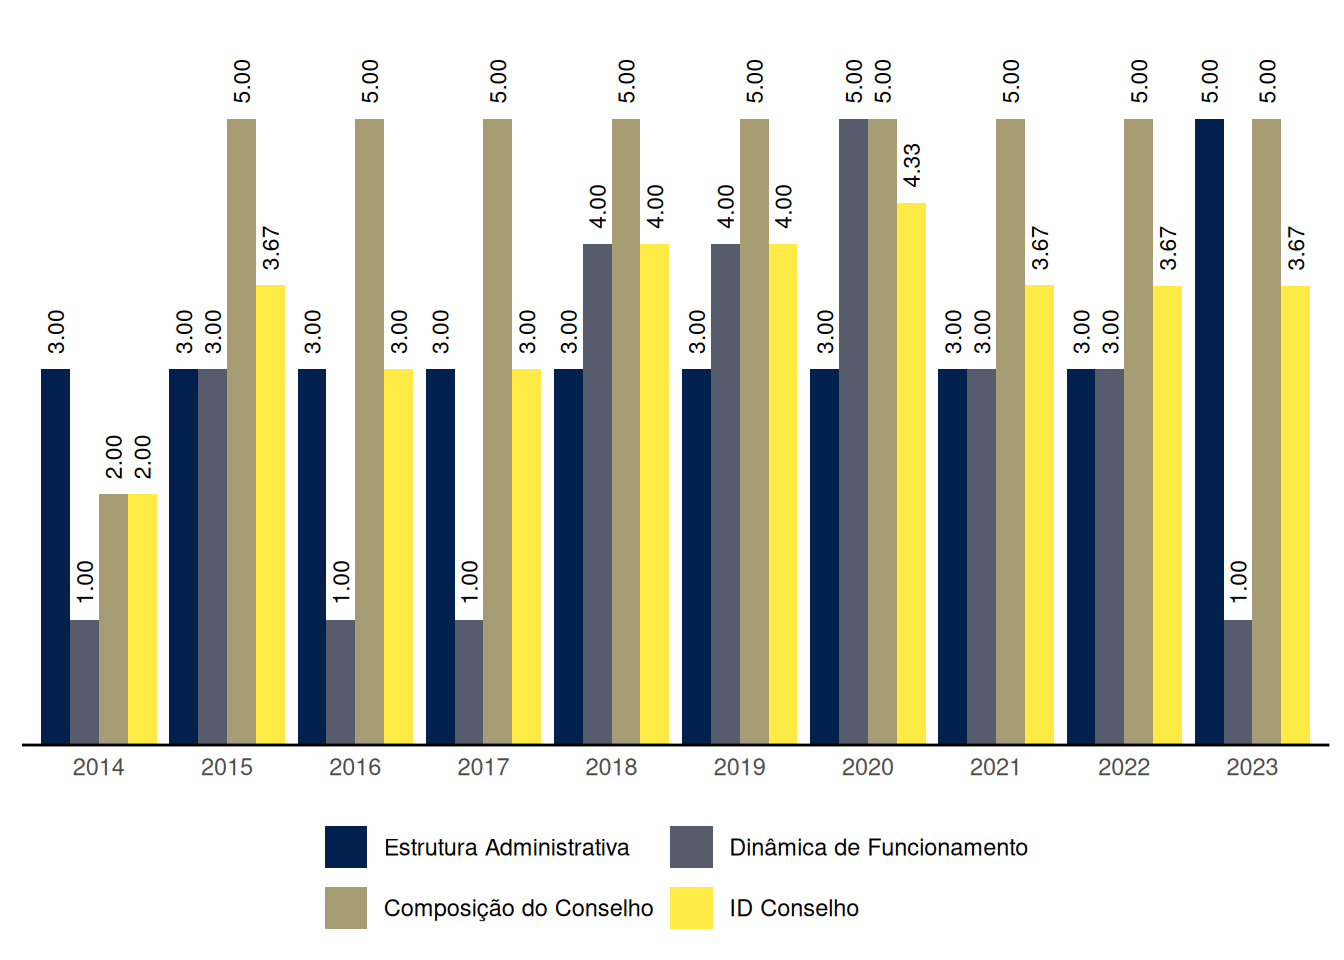 3.00 1.00 2.00 2.00
3.00 3.00 5.00 3.67
3.00 1.00 5.00 3.00
3.00 1.00 5.00 3.00
3.00 4.00 5.00 4.00
3.00 4.00 5.00 4.00
3.00 5.00 5.00 4.33
3.00 3.00 5.00 3.67
3.00 3.00 5.00 3.67
5.00 1.00 5.00 3.67
2014 2015 2016 2017 2018 2019 2020 2021 2022 2023
Estrutura Administrativa Dinâmica de Funcionamento
Composição do Conselho ID Conselho